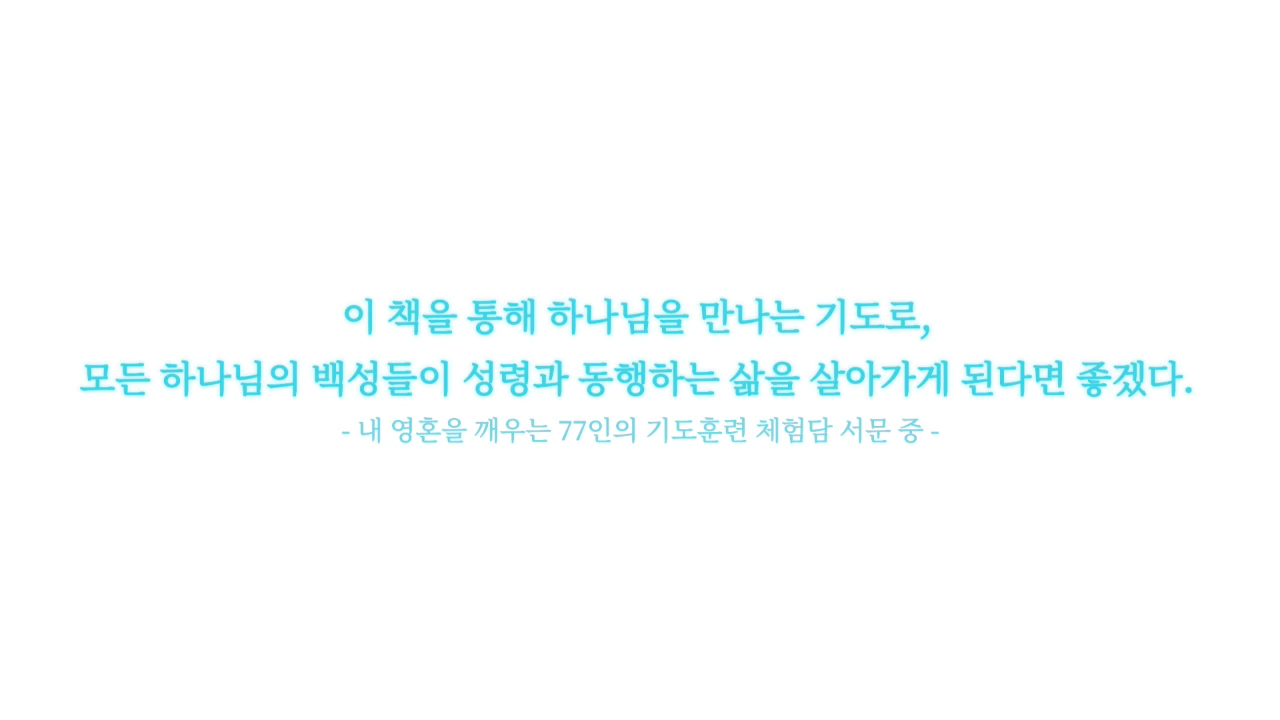 이 책을 통해 하나님을 만나는 기도로,
모든 하나님의 백성들이 성령과 동행하는 삶을 살아가게 된다면 좋겠다.
- 내 영혼을 깨우는 77인의 기도훈련 체험담 서문 중 -